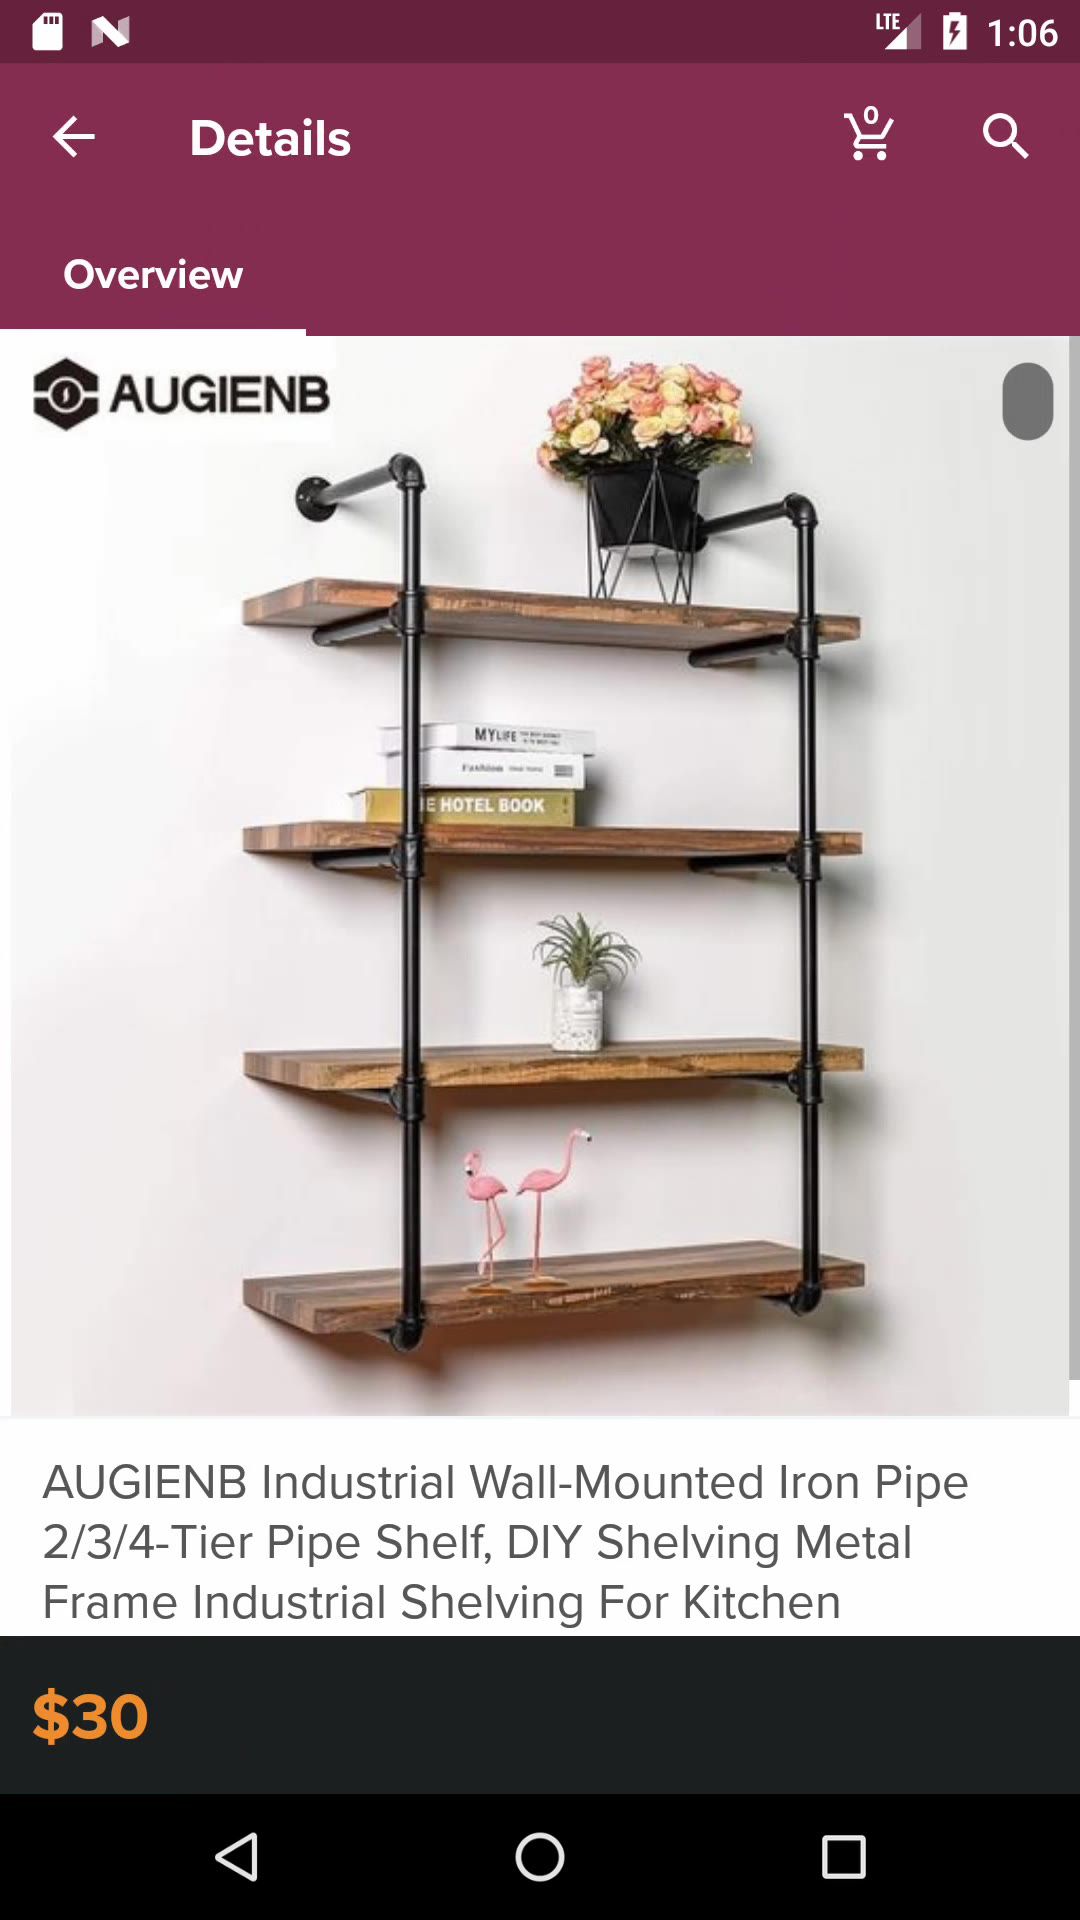 LTE 1:06
Details 0
Overview
AUGIENB
MYLIFE
Fashion
E HOTEL BOOK
AUGIENB Industrial Wall-Mounted Iron Pipe
2/3/4-Tier Pipe Shelf, DIY Shelving Metal
Frame Industrial Shelving For Kitchen
$30